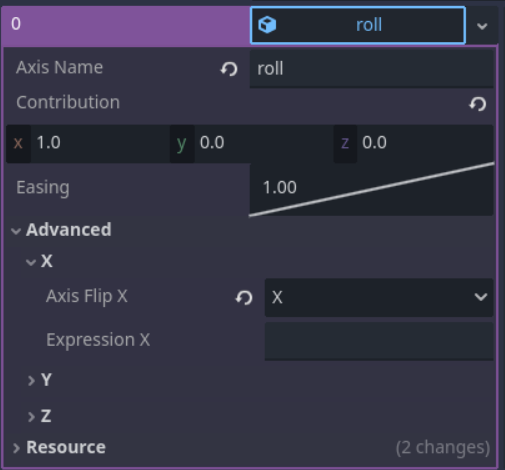 0 roll
Axis Name roll
Contribution
x 1.0 y 0.0 z 0.0
Easing 1.00
Advanced
X
Axis Flip X X
Expression X
Y
Z
Resource (2 changes)